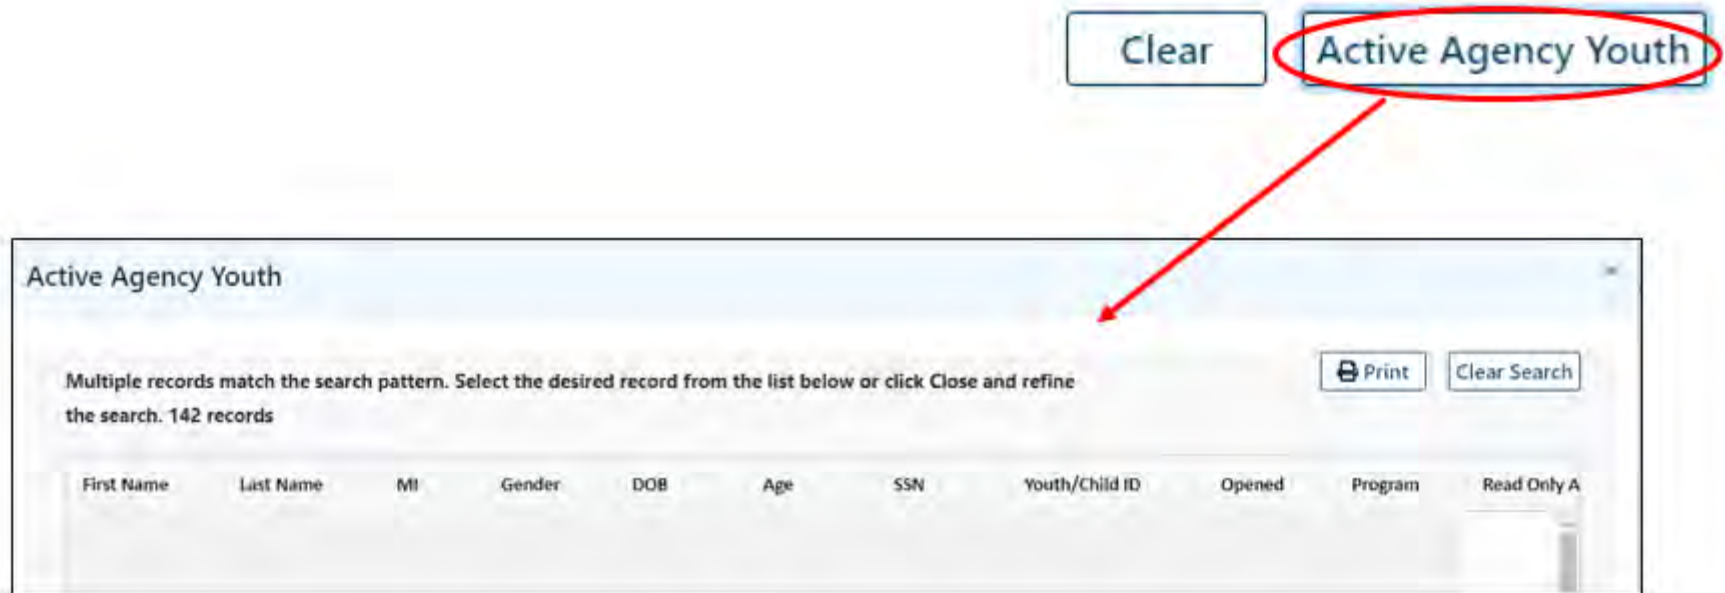 Clear Active Agency Youth
Active Agency Youth
Multiple records match the search pattern. Select the desired record from the list below or click Close and refine
the search. 142 records
Print Clear Search
First Name Last Name MI Gender DOB Age SSN Youth/Child ID Opened Program Read Only A